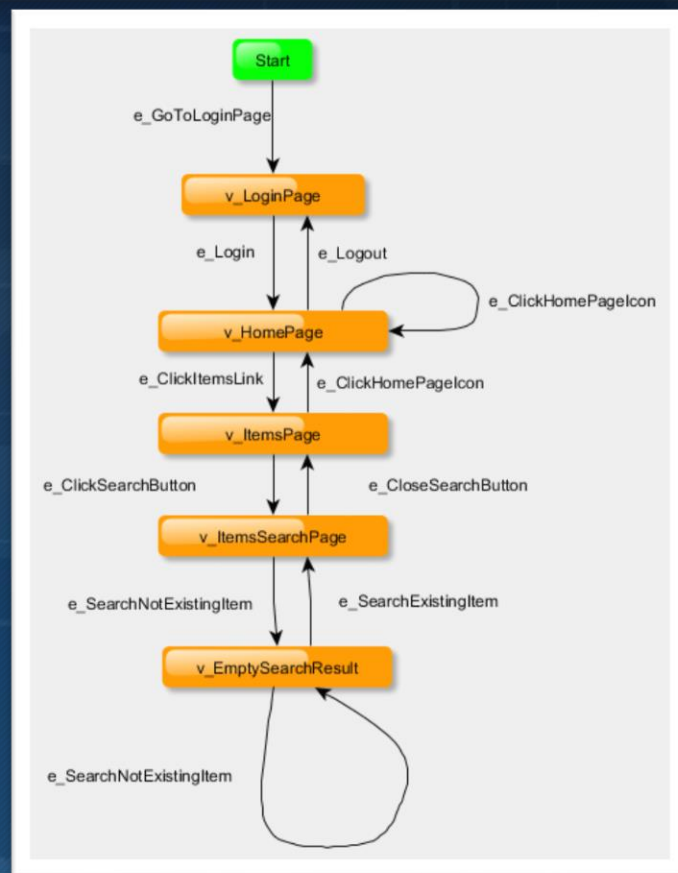 Start
e_GoToLoginPage
v_LoginPage
e_Login
e_Logout
e_ClickHomePageIcon
v_HomePage
e_ClickItemsLink
e_ClickHomePageIcon
v_ItemsPage
e_ClickSearchButton
e_CloseSearchButton
v_ItemsSearchPage
e_SearchNotExistingItem
e_SearchExistingItem
v_EmptySearchResult
e_SearchNotExistingItem